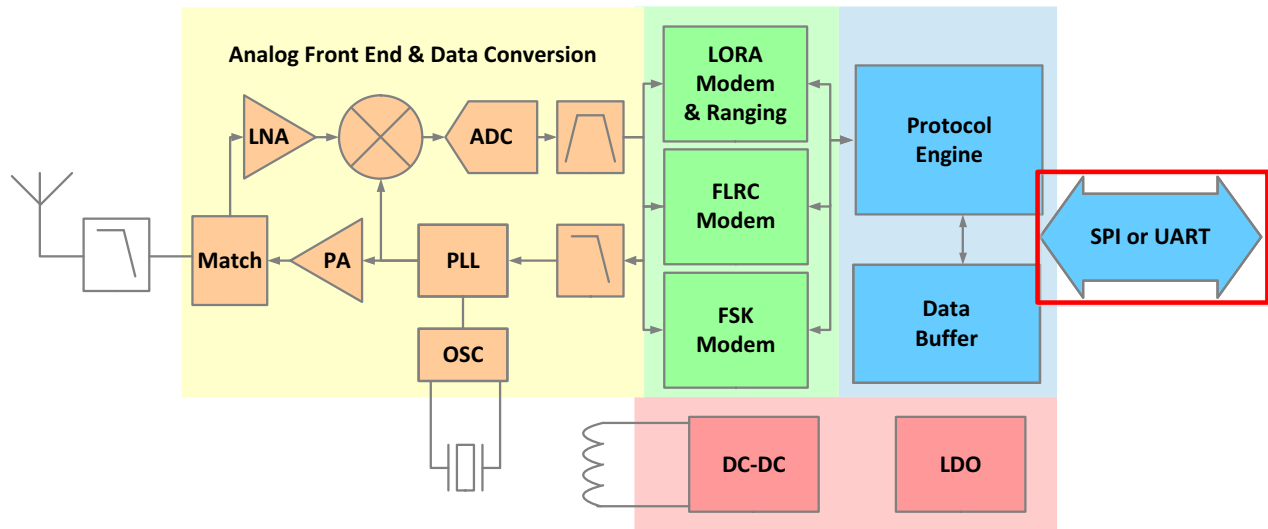 Analog Front End & Data Conversion
LNA
ADC
Match
PA
PLL
OSC
LORA
Modem
& Ranging
FLRC
Modem
FSK
Modem
Protocol
Engine
Data
Buffer
SPI or UART
DC-DC
LDO